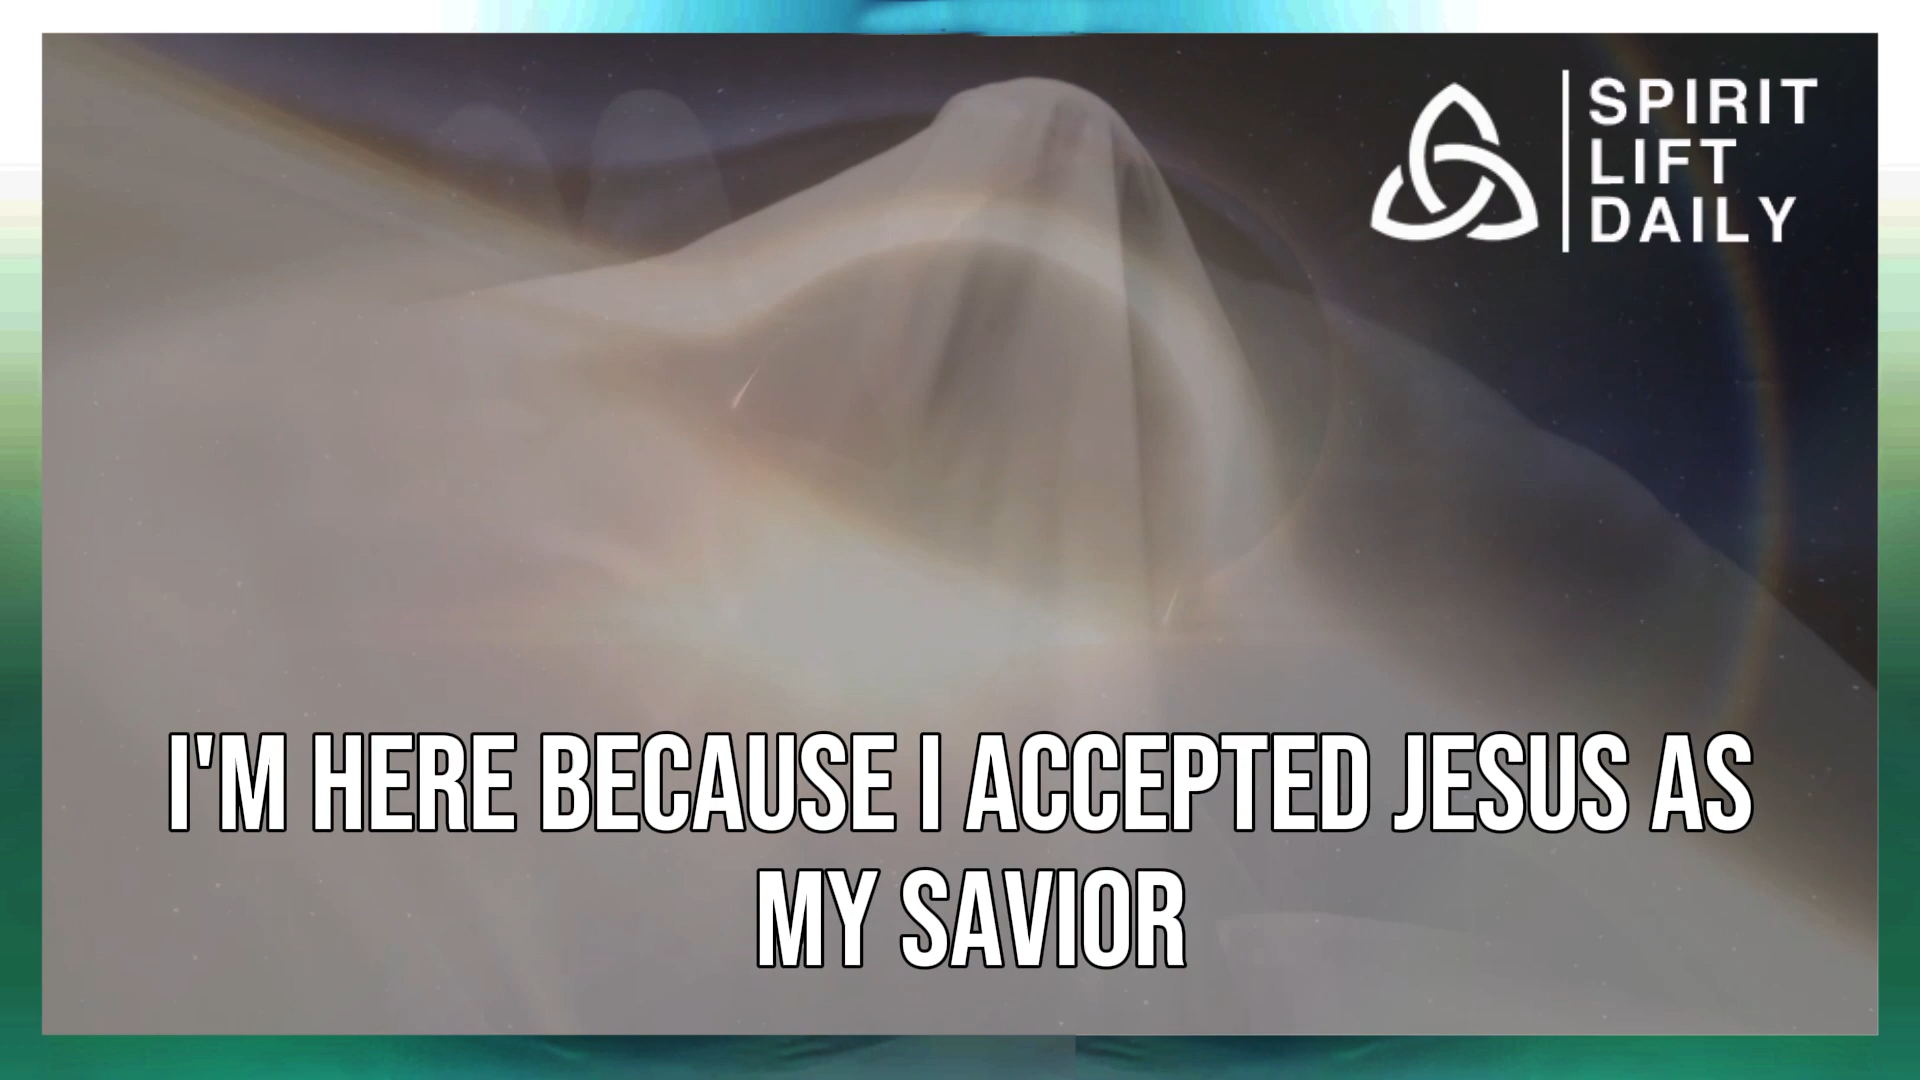 SPIRIT
LIFT
DAILY
I'M HERE BECAUSE I ACCEPTED JESUS AS
MY SAVIOR